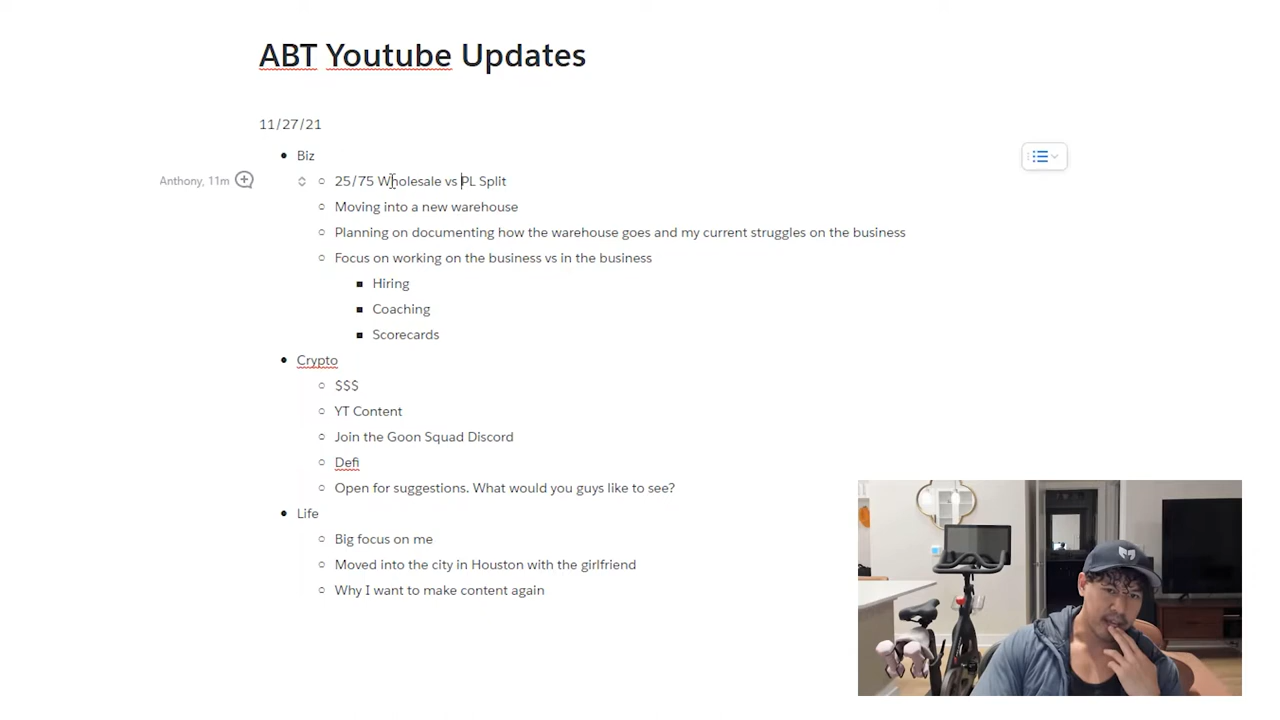 ABT Youtube Updates
11/27/21
Biz
Anthony, 11m
25/75 Wholesale vs PL Split
Moving into a new warehouse
Planning on documenting how the warehouse goes and my current struggles on the business
Focus on working on the business vs in the business
Hiring
Coaching
Scorecards
Crypto
$$$
YT Content
Join the Goon Squad Discord
Defi
Open for suggestions. What would you guys like to see?
Life
Big focus on me
Moved into the city in Houston with the girlfriend
Why I want to make content again